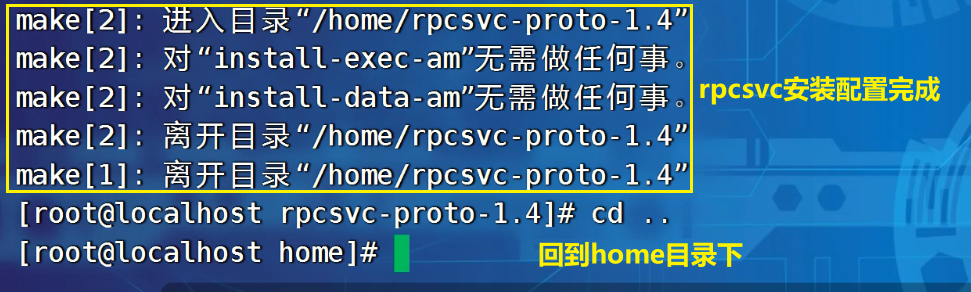 make[2]: 进入目录“/home/rpcsvc-proto-1.4”
make[2]: 对“install-exec-am”无需做任何事。
make[2]: 对“install-data-am”无需做任何事。
rpcsvc安装配置完成
make[2]: 离开目录“/home/rpcsvc-proto-1.4”
make[1]: 离开目录“/home/rpcsvc-proto-1.4”
[root@localhost rpcsvc-proto-1.4]# cd ..
[root@localhost home]#
回到home目录下